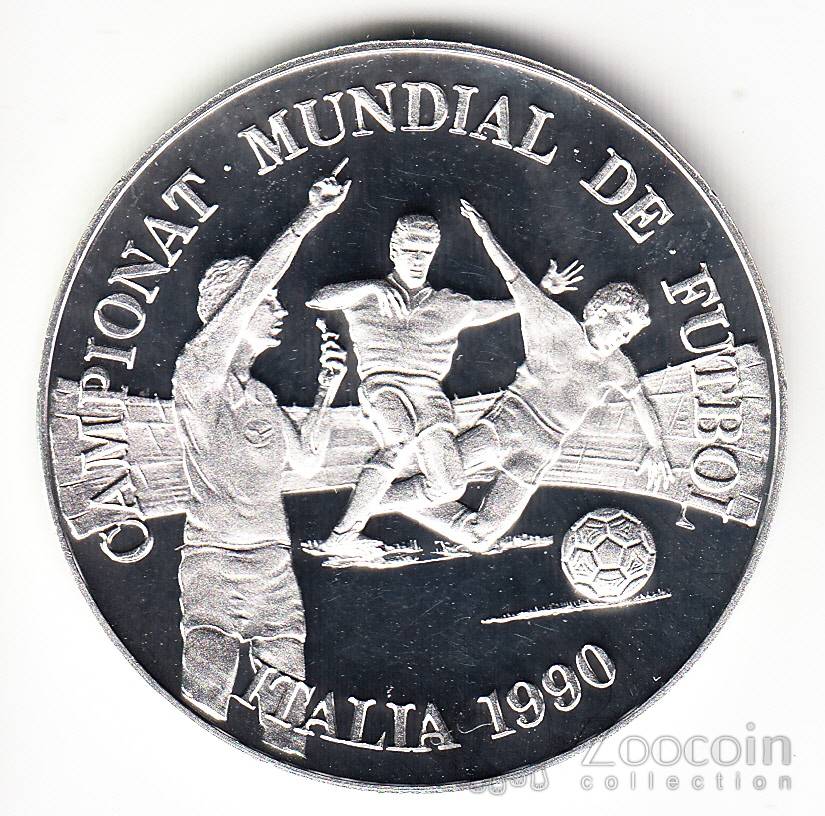 CAMPIONAT · MUNDIAL DE · FUTBOL
ITALIA 1990
Zoocoin
collection